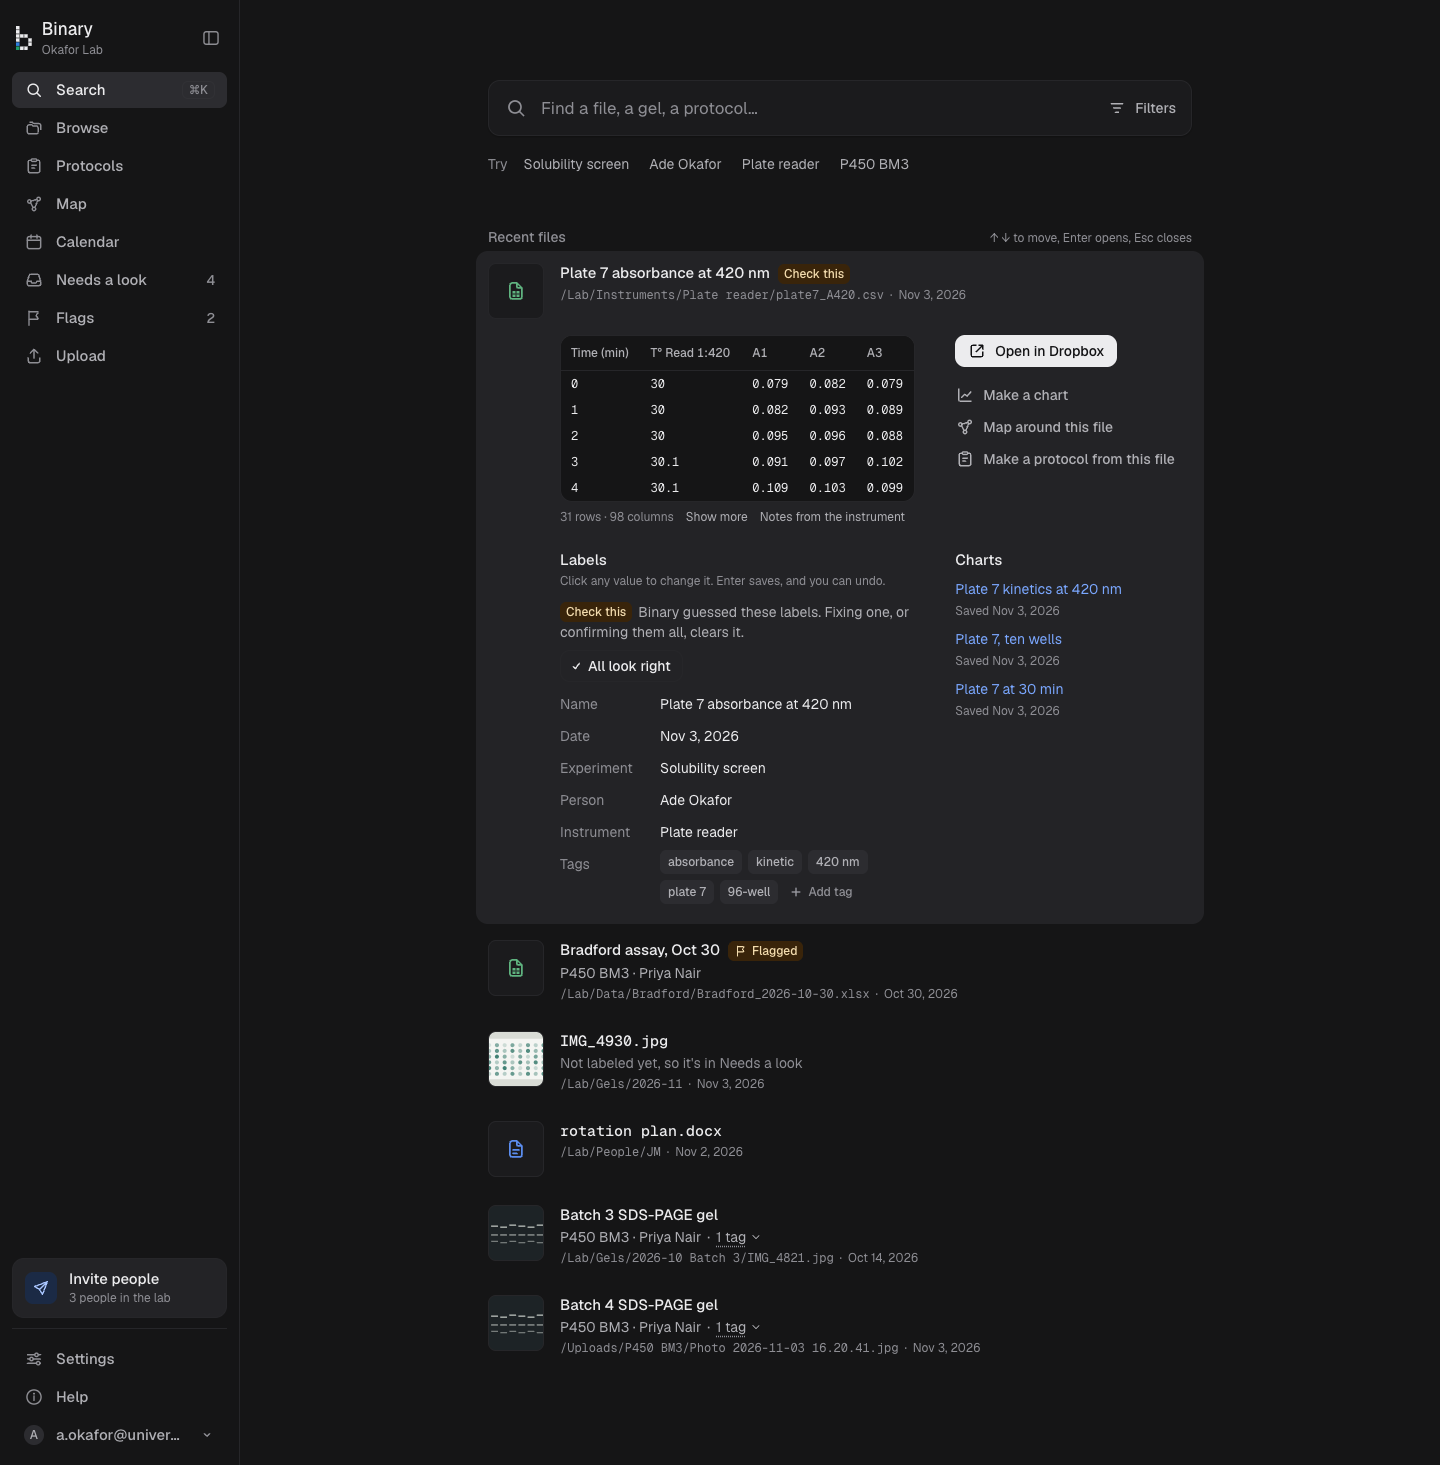 Binary
Okafor Lab
Search ⌘K
Browse
Protocols
Map
Calendar
Needs a look 4
Flags 2
Upload
Invite people
3 people in the lab
Settings
Help
A a.okafor@univer...
Find a file, a gel, a protocol...
Filters
Try Solubility screen Ade Okafor Plate reader P450 BM3
Recent files
↑↓ to move, Enter opens, Esc closes
Plate 7 absorbance at 420 nm Check this
/Lab/Instruments/Plate reader/plate7_A420.csv · Nov 3, 2026
Time (min) T° Read 1:420 A1 A2 A3
0 30 0.079 0.082 0.079
1 30 0.082 0.093 0.089
2 30 0.095 0.096 0.088
3 30.1 0.091 0.097 0.102
4 30.1 0.109 0.103 0.099
31 rows · 98 columns Show more Notes from the instrument
Open in Dropbox
Make a chart
Map around this file
Make a protocol from this file
Labels
Click any value to change it. Enter saves, and you can undo.
Check this Binary guessed these labels. Fixing one, or
confirming them all, clears it.
All look right
Name Plate 7 absorbance at 420 nm
Date Nov 3, 2026
Experiment Solubility screen
Person Ade Okafor
Instrument Plate reader
Tags absorbance kinetic 420 nm
plate 7 96-well + Add tag
Charts
Plate 7 kinetics at 420 nm
Saved Nov 3, 2026
Plate 7, ten wells
Saved Nov 3, 2026
Plate 7 at 30 min
Saved Nov 3, 2026
Bradford assay, Oct 30 Flagged
P450 BM3 · Priya Nair
/Lab/Data/Bradford/Bradford_2026-10-30.xlsx · Oct 30, 2026
IMG_4930.jpg
Not labeled yet, so it's in Needs a look
/Lab/Gels/2026-11 · Nov 3, 2026
rotation plan.docx
/Lab/People/JM · Nov 2, 2026
Batch 3 SDS-PAGE gel
P450 BM3 · Priya Nair · 1 tag
/Lab/Gels/2026-10 Batch 3/IMG_4821.jpg · Oct 14, 2026
Batch 4 SDS-PAGE gel
P450 BM3 · Priya Nair · 1 tag
/Uploads/P450 BM3/Photo 2026-11-03 16.20.41.jpg · Nov 3, 2026